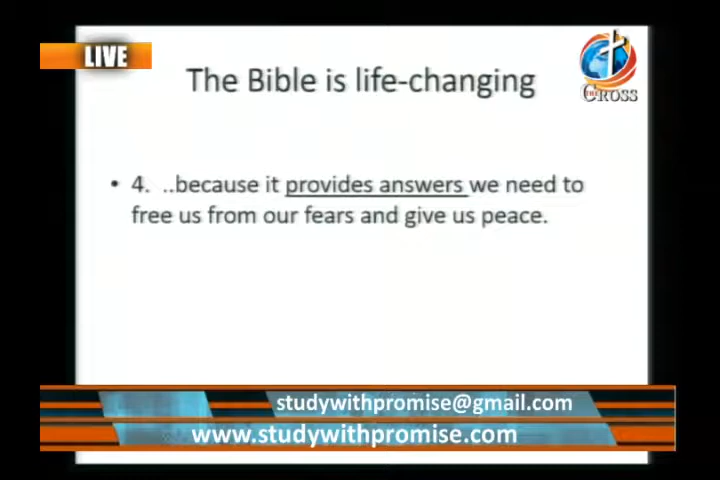 LIVE
The Bible is life-changing
THE
CROSS
• 4. ..because it provides answers we need to
free us from our fears and give us peace.
studywithpromise@gmail.com
www.studywithpromise.com